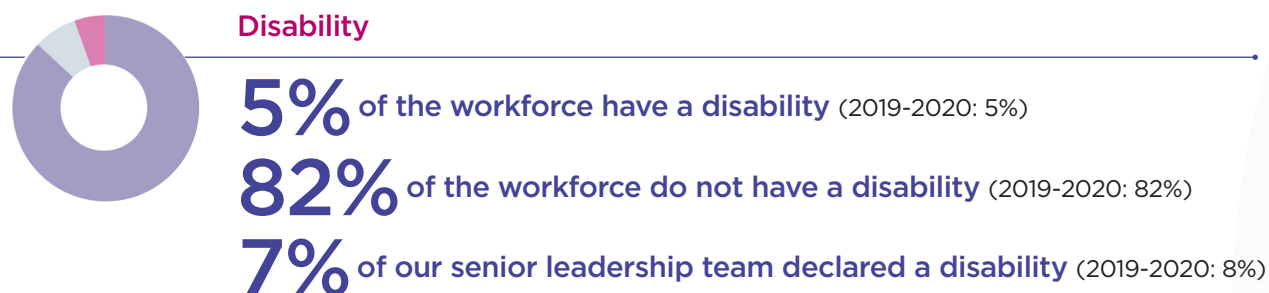 Disability
5% of the workforce have a disability (2019-2020: 5%)
82% of the workforce do not have a disability (2019-2020: 82%)
7% of our senior leadership team declared a disability (2019-2020: 8%)